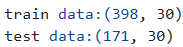 train data:(398, 30)
test data:(171, 30)